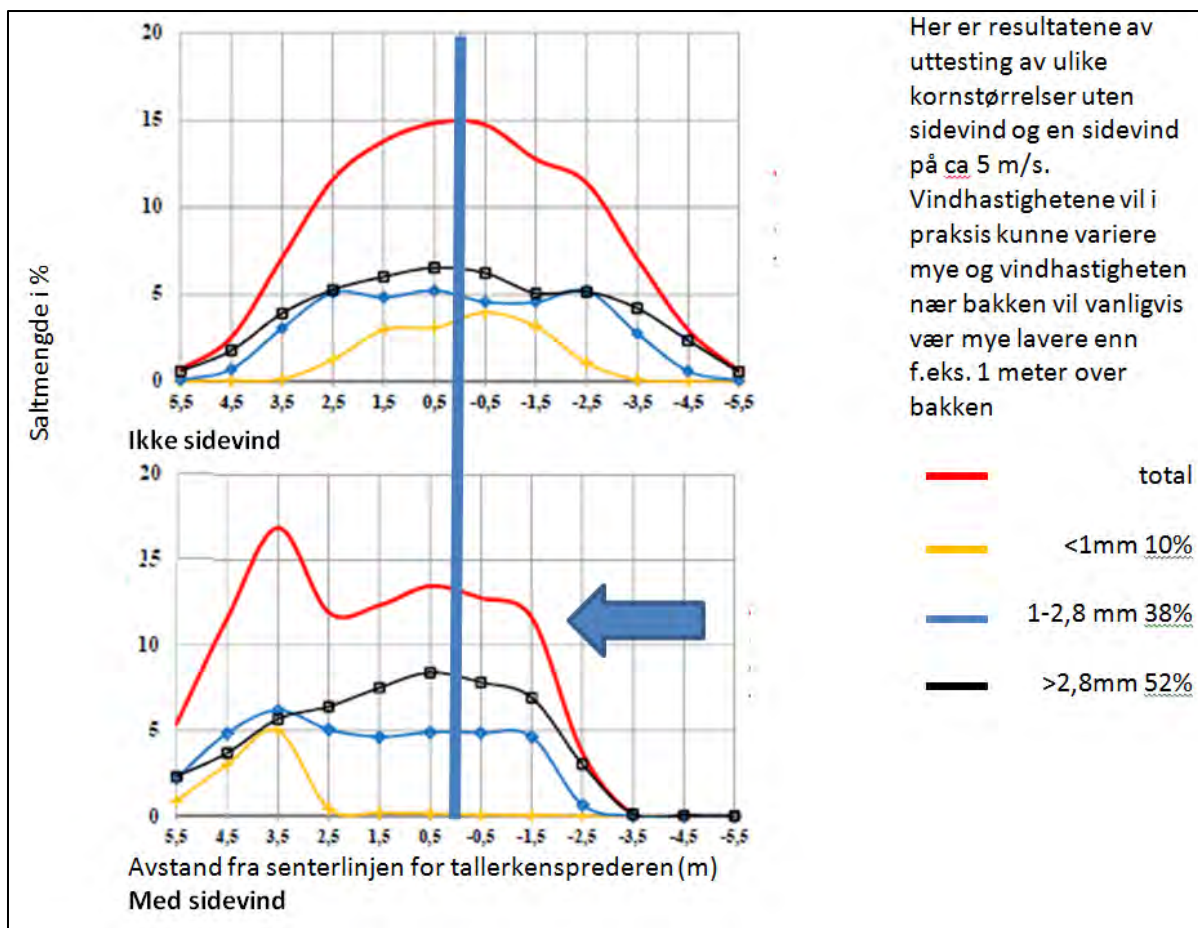 Saltmengde i %
20
15
10
5
0
5,5 4,5 3,5 2,5 1,5 0,5 -0,5 -1,5 -2,5 -3,5 -4,5 -5,5
Ikke sidevind
20
15
10
5
0
5,5 4,5 3,5 2,5 1,5 0,5 -0,5 -1,5 -2,5 -3,5 -4,5 -5,5
Avstand fra senterlinjen for tallerkensprederen (m)
Med sidevind
Her er resultatene av
uttesting av ulike
kornstørrelser uten
sidevind og en sidevind
på ca 5 m/s.
Vindhastighetene vil i
praksis kunne variere
mye og vindhastigheten
nær bakken vil vanligvis
vær mye lavere enn
f.eks. 1 meter over
bakken
total
<1mm 10%
1-2,8 mm 38%
>2,8mm 52%